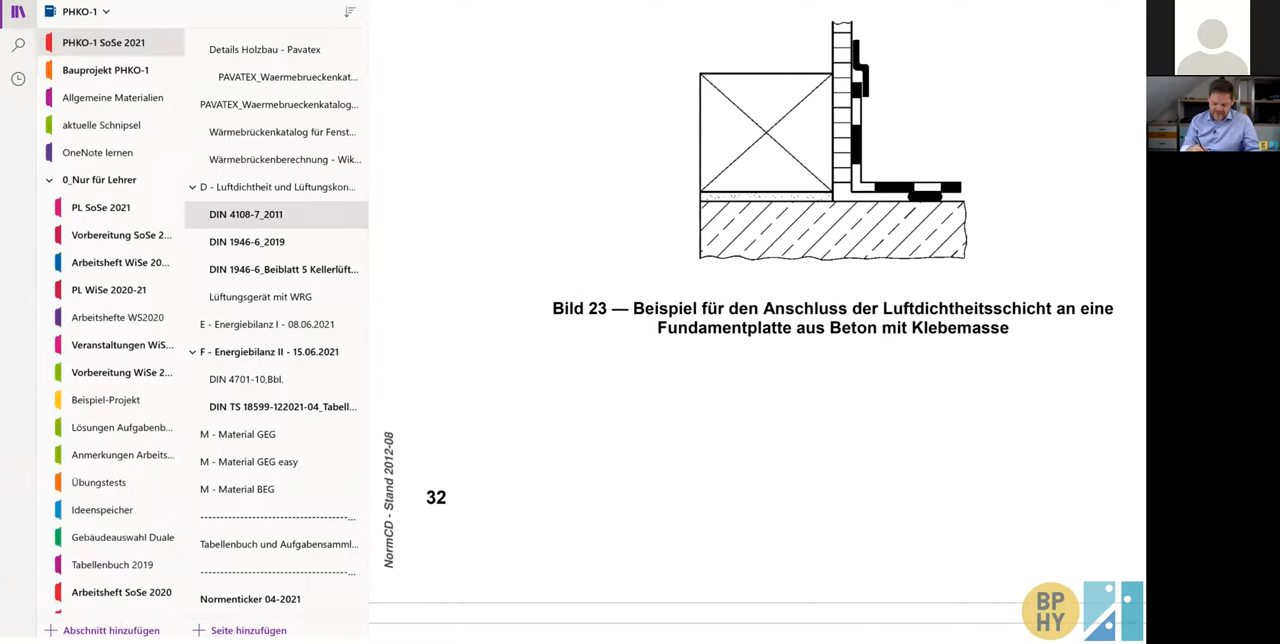 PHKO-1
PHKO-1 SoSe 2021
Bauprojekt PHKO-1
Allgemeine Materialien
aktuelle Schnipsel
OneNote lernen
0_Nur für Lehrer
PL SoSe 2021
Vorbereitung SoSe 2...
Arbeitsheft WiSe 20...
PL WiSe 2020-21
Arbeitshefte WS2020
Veranstaltungen WiS...
Vorbereitung WiSe 2...
Beispiel-Projekt
Lösungen Aufgabenb...
Anmerkungen Arbeits...
Übungstests
Ideenspeicher
Gebäudeauswahl Duale
Tabellenbuch 2019
Arbeitsheft SoSe 2020
Abschnitt hinzufügen
Details Holzbau - Pavatex
PAVATEX_Waermebrueckenkat...
PAVATEX_Waermebrueckenkatalog...
Wärmebrückenkatalog für Fenst...
Wärmebrückenberechnung - Wik...
D - Luftdichtheit und Lüftungskon...
DIN 4108-7_2011
DIN 1946-6_2019
DIN 1946-6_Beiblatt 5 Kellerlüft...
Lüftungsgerät mit WRG
E - Energiebilanz I - 08.06.2021
F - Energiebilanz II - 15.06.2021
DIN 4701-10,Bbl.
DIN TS 18599-122021-04_Tabell...
M - Material GEG
M - Material GEG easy
M - Material BEG
-------------------------------------...
Tabellenbuch und Aufgabensamml...
-------------------------------------...
Normenticker 04-2021
Seite hinzufügen
Bild 23 — Beispiel für den Anschluss der Luftdichtheitsschicht an eine
Fundamentplatte aus Beton mit Klebemasse
NormCD - Stand 2012-08
32
BP
HY